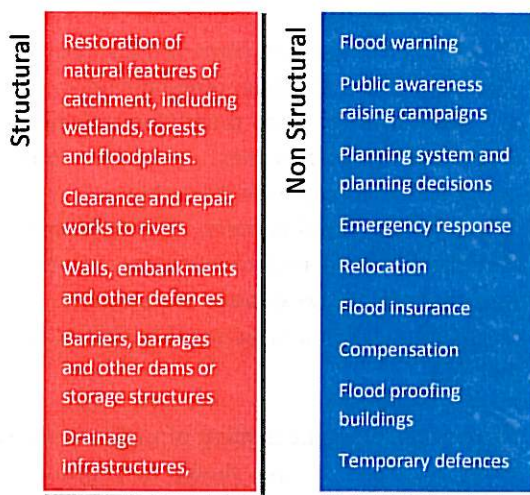 Structural
Restoration of
natural features of
catchment, including
wetlands, forests
and floodplains.
Clearance and repair
works to rivers
Walls, embankments
and other defences
Barriers, barrages
and other dams or
storage structures
Drainage
infrastructures,
Non Structural
Flood warning
Public awareness
raising campaigns
Planning system and
planning decisions
Emergency response
Relocation
Flood insurance
Compensation
Flood proofing
buildings
Temporary defences